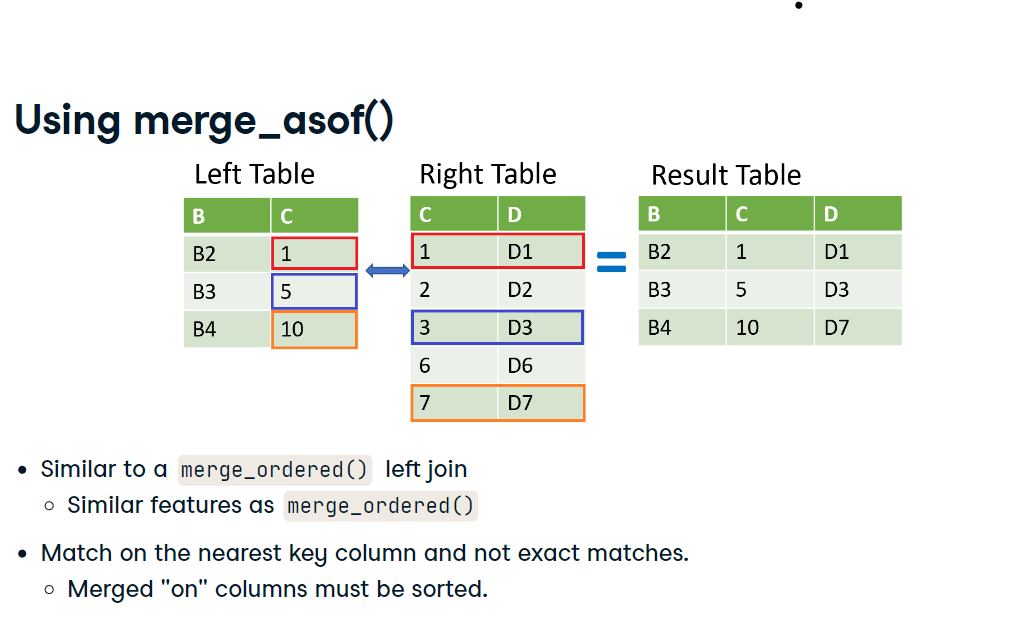 Using merge_asof()
Left Table
B C
B2 1
B3 5
B4 10
Right Table
C D
1 D1
2 D2
3 D3
6 D6
7 D7
=
Result Table
B C D
B2 1 D1
B3 5 D3
B4 10 D7
• Similar to a merge_ordered() left join
○ Similar features as merge_ordered()
• Match on the nearest key column and not exact matches.
○ Merged "on" columns must be sorted.